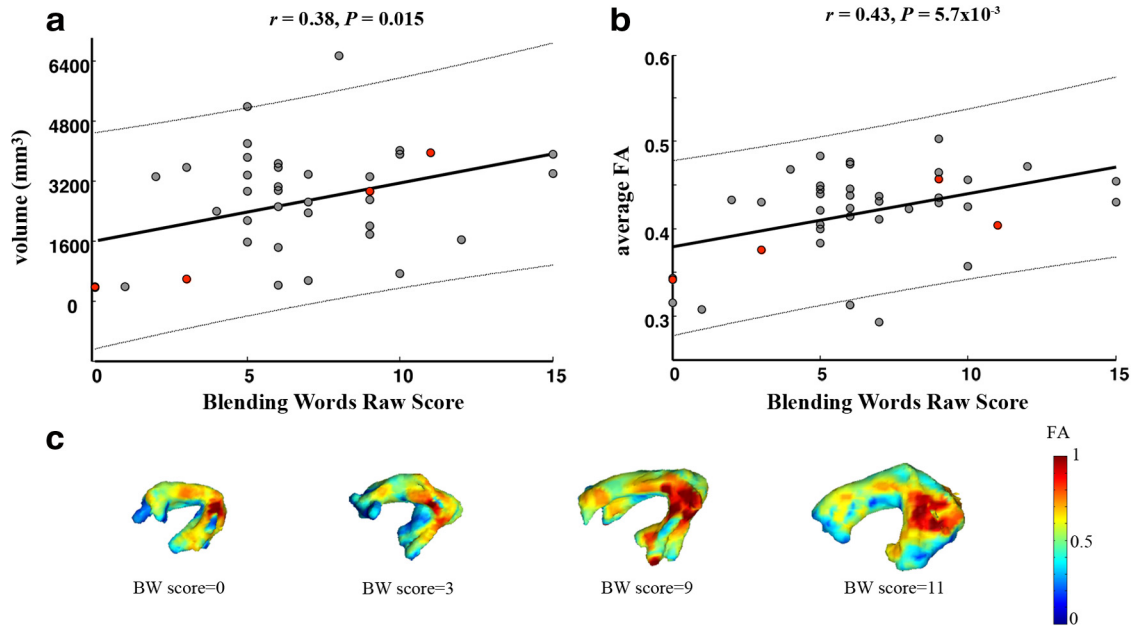 a
r = 0.38, P = 0.015
volume (mm³)
6400
4800
3200
1600
0
0 5 10 15
Blending Words Raw Score
b
r = 0.43, P = 5.7x10⁻³
average FA
0.6
0.5
0.4
0.3
0 5 10 15
Blending Words Raw Score
c
BW score=0
BW score=3
BW score=9
BW score=11
FA
1
0.5
0